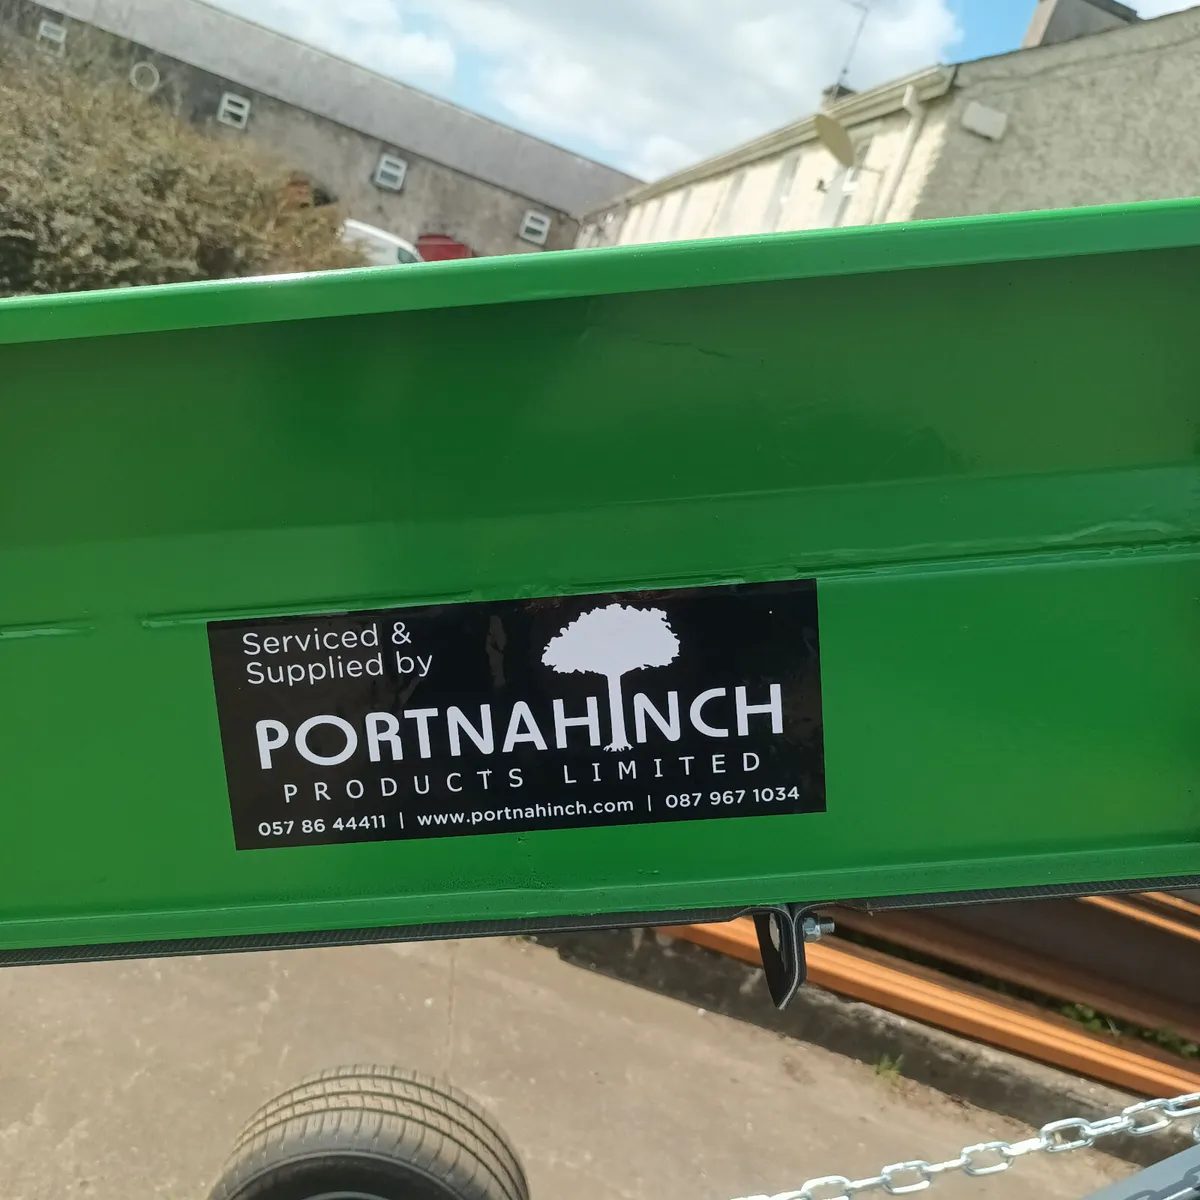 Serviced &
Supplied by
PORTNAHINCH
PRODUCTS LIMITED
057 86 44411 | www.portnahinch.com | 087 967 1034